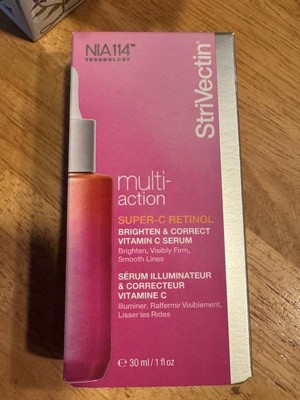 NIA114™
TECHNOLOGY
StriVectin®
multi-
action
SUPER-C RETINOL
BRIGHTEN & CORRECT
VITAMIN C SERUM
Brighten, Visibly Firm,
Smooth Lines
SÉRUM ILLUMINATEUR
& CORRECTEUR
VITAMINE C
Illuminer, Raffermir Visiblement,
Lisser les Rides
℮ 30 ml / 1 fl oz